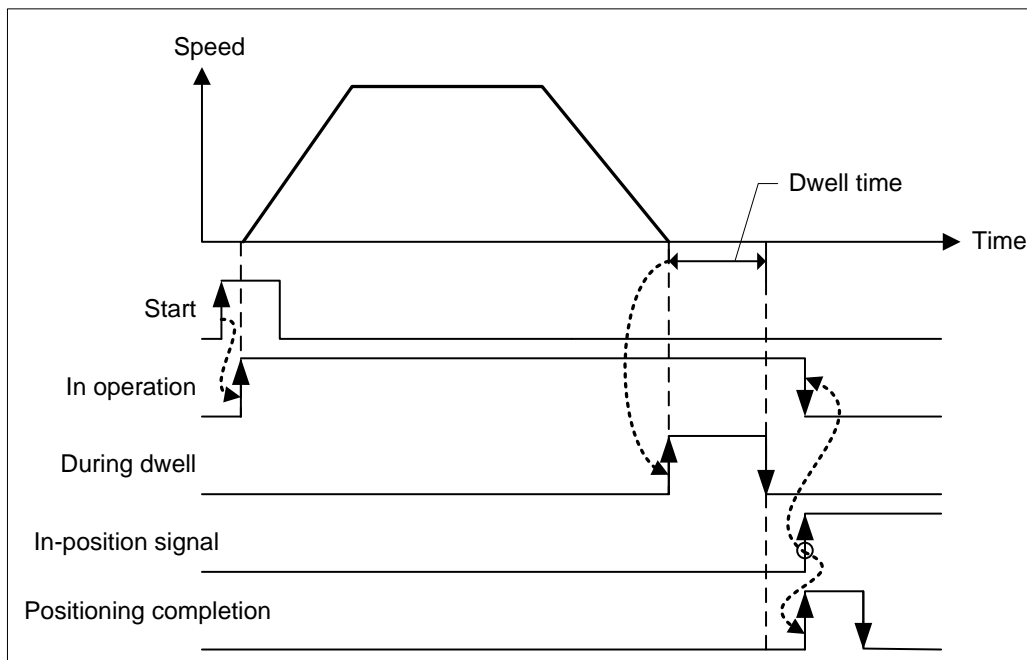 Speed
Dwell time
Time
Start
In operation
During dwell
In-position signal
Positioning completion